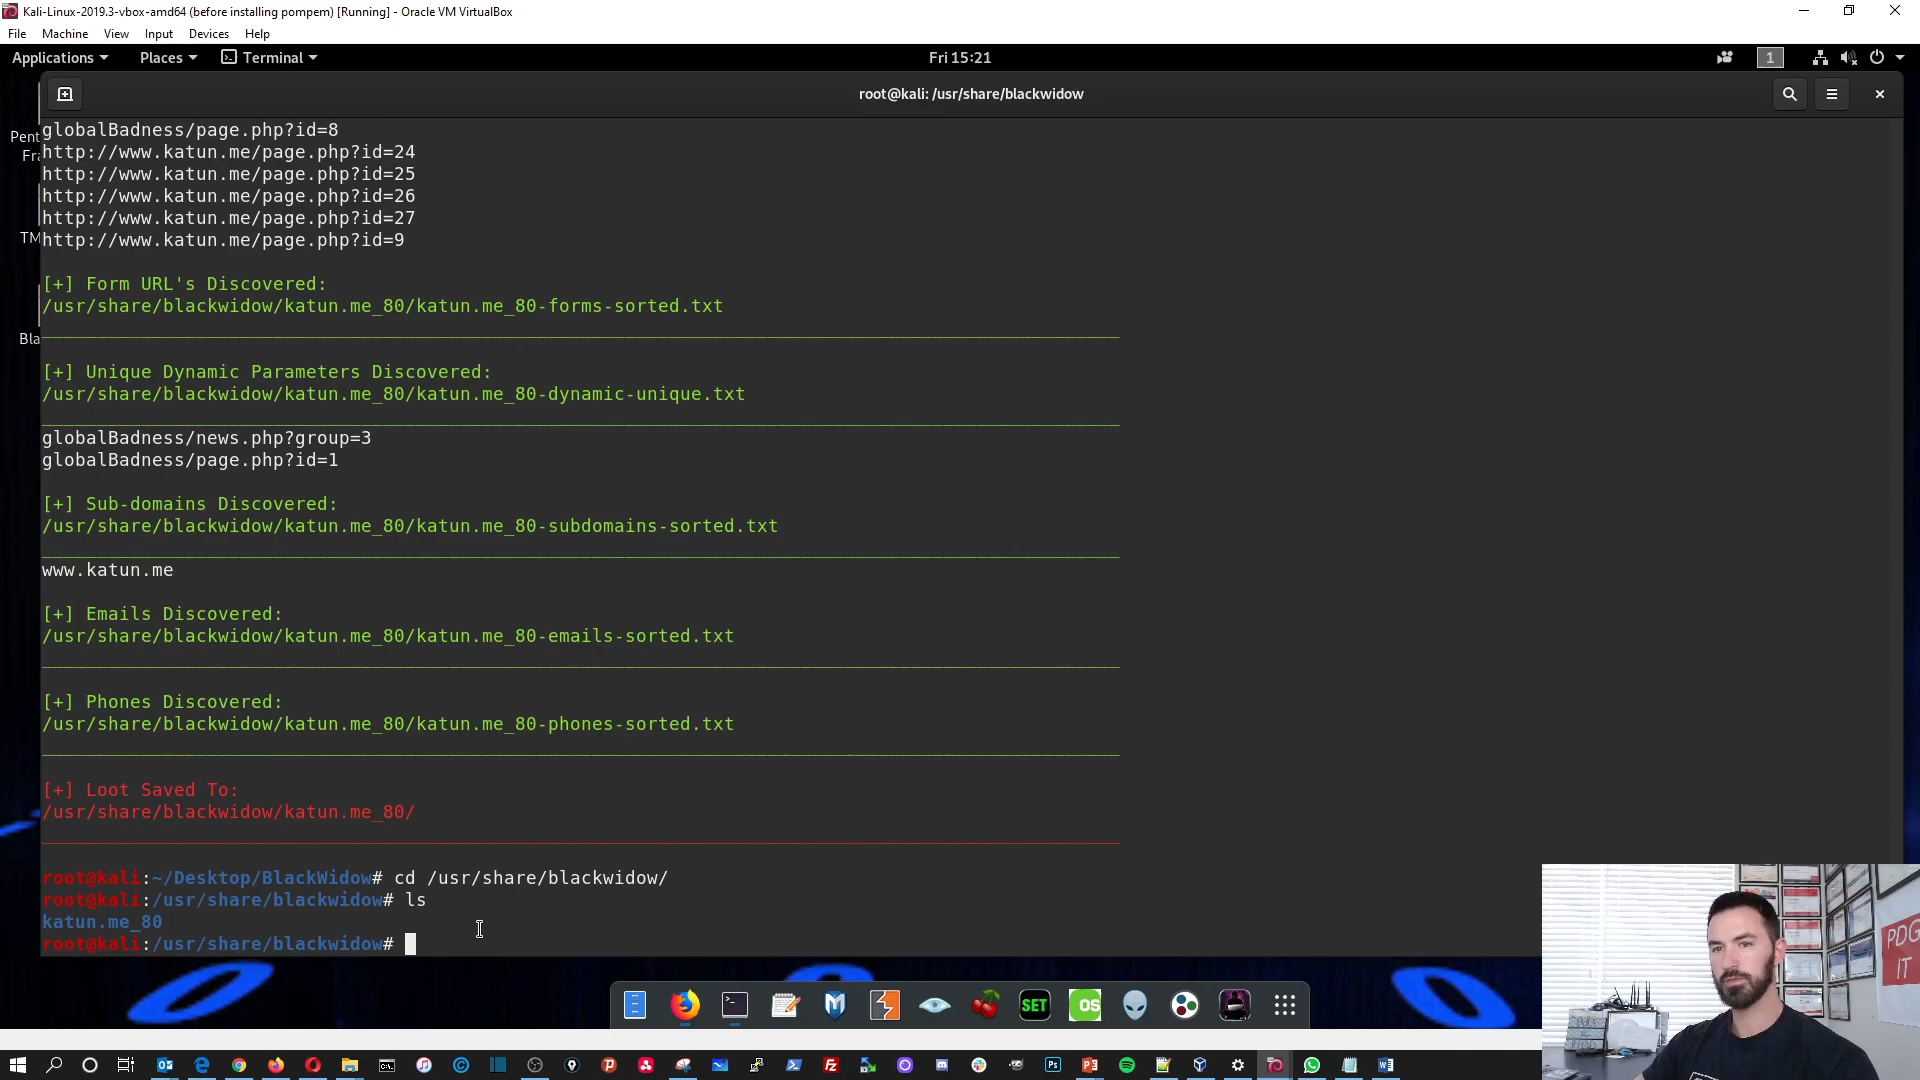 Kali-Linux-2019.3-vbox-amd64 (before installing pompem) [Running] - Oracle VM VirtualBox
File Machine View Input Devices Help
Applications Places Terminal Fri 15:21 1
root@kali: /usr/share/blackwidow
Pent
Fra
TM
Bla
globalBadness/page.php?id=8
http://www.katun.me/page.php?id=24
http://www.katun.me/page.php?id=25
http://www.katun.me/page.php?id=26
http://www.katun.me/page.php?id=27
http://www.katun.me/page.php?id=9
[+] Form URL's Discovered:
/usr/share/blackwidow/katun.me_80/katun.me_80-forms-sorted.txt
[+] Unique Dynamic Parameters Discovered:
/usr/share/blackwidow/katun.me_80/katun.me_80-dynamic-unique.txt
globalBadness/news.php?group=3
globalBadness/page.php?id=1
[+] Sub-domains Discovered:
/usr/share/blackwidow/katun.me_80/katun.me_80-subdomains-sorted.txt
www.katun.me
[+] Emails Discovered:
/usr/share/blackwidow/katun.me_80/katun.me_80-emails-sorted.txt
[+] Phones Discovered:
/usr/share/blackwidow/katun.me_80/katun.me_80-phones-sorted.txt
[+] Loot Saved To:
/usr/share/blackwidow/katun.me_80/
root@kali:~/Desktop/BlackWidow# cd /usr/share/blackwidow/
root@kali:/usr/share/blackwidow# ls
katun.me_80
root@kali:/usr/share/blackwidow#
SET
OS
PDG
IT